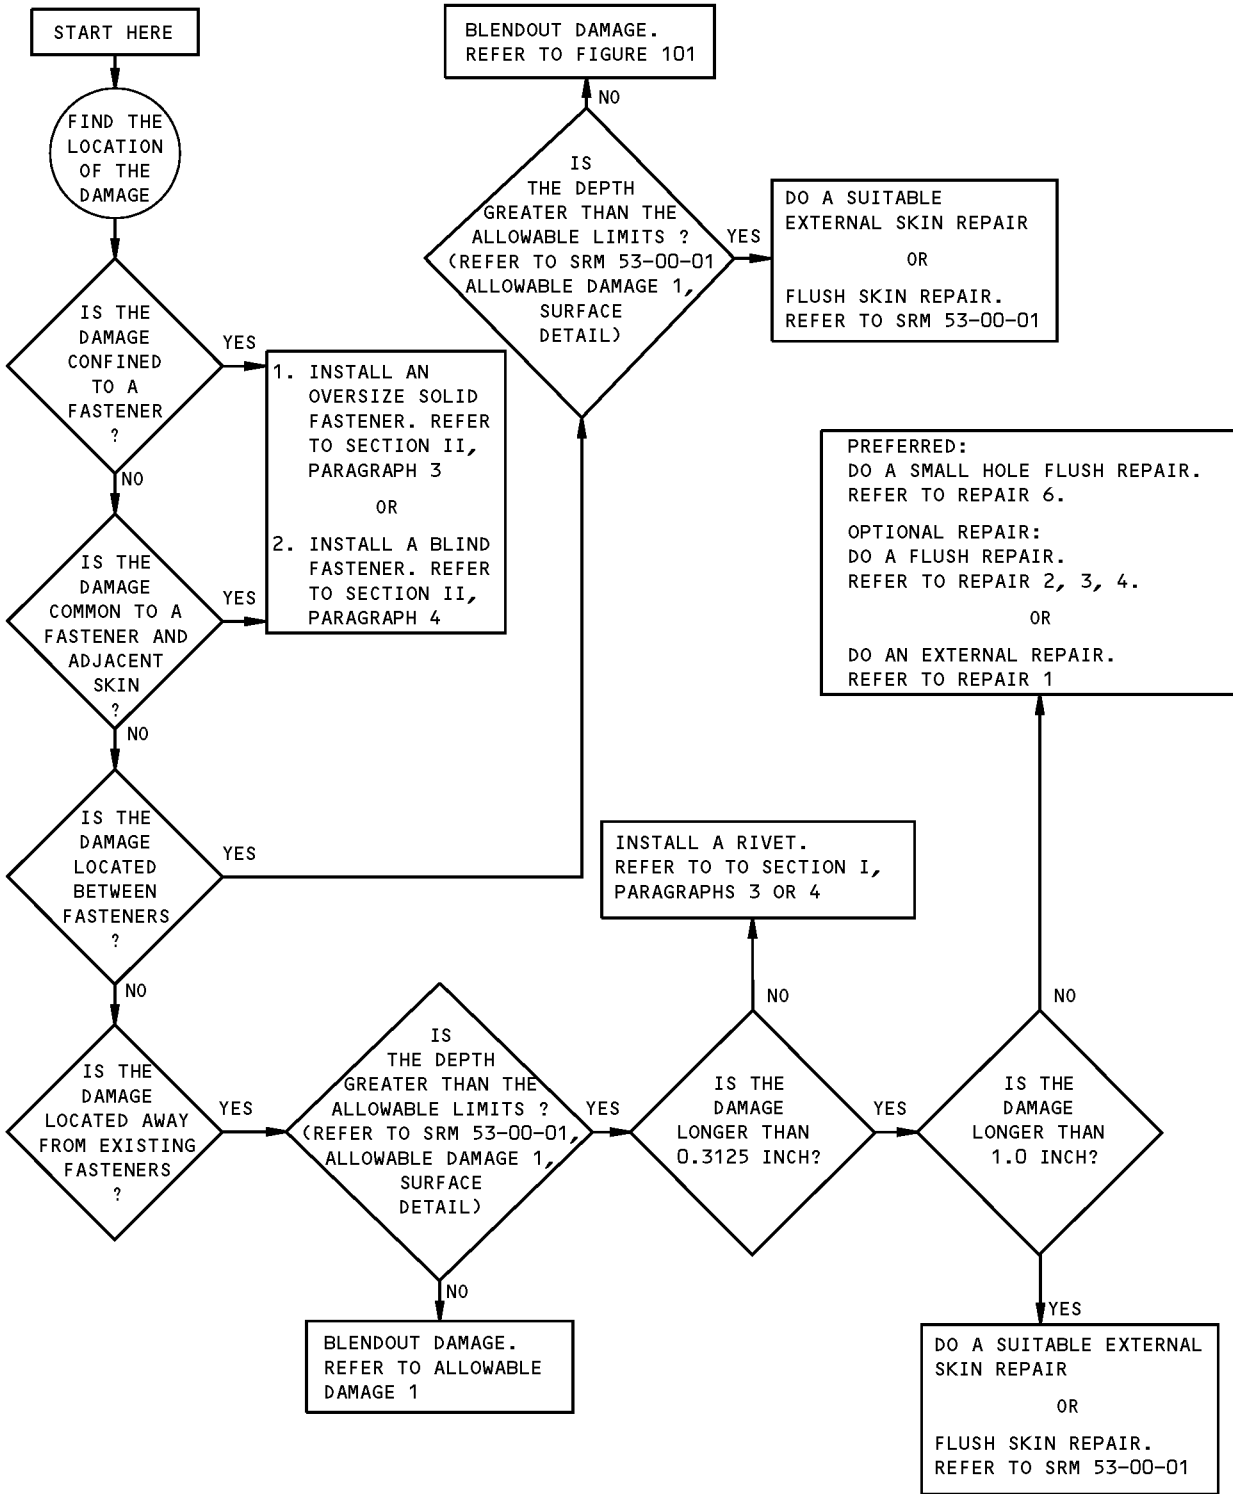 START HERE
FIND THE
LOCATION
OF THE
DAMAGE
IS THE
DAMAGE
CONFINED
TO A
FASTENER
?
YES
NO
1. INSTALL AN
OVERSIZE SOLID
FASTENER. REFER
TO SECTION II,
PARAGRAPH 3
OR
2. INSTALL A BLIND
FASTENER. REFER
TO SECTION II,
PARAGRAPH 4
IS THE
DAMAGE
COMMON TO A
FASTENER AND
ADJACENT
SKIN
?
YES
NO
IS THE
DAMAGE
LOCATED
BETWEEN
FASTENERS
?
YES
NO
BLENDOUT DAMAGE.
REFER TO FIGURE 101
NO
IS
THE DEPTH
GREATER THAN THE
ALLOWABLE LIMITS ?
(REFER TO SRM 53-00-01
ALLOWABLE DAMAGE 1,
SURFACE
DETAIL)
YES
DO A SUITABLE
EXTERNAL SKIN REPAIR
OR
FLUSH SKIN REPAIR.
REFER TO SRM 53-00-01
IS THE
DAMAGE
LOCATED AWAY
FROM EXISTING
FASTENERS
?
YES
IS
THE DEPTH
GREATER THAN THE
ALLOWABLE LIMITS ?
(REFER TO SRM 53-00-01,
ALLOWABLE DAMAGE 1,
SURFACE
DETAIL)
YES
NO
BLENDOUT DAMAGE.
REFER TO ALLOWABLE
DAMAGE 1
IS THE
DAMAGE
LONGER THAN
0.3125 INCH?
NO
YES
INSTALL A RIVET.
REFER TO TO SECTION I,
PARAGRAPHS 3 OR 4
IS THE
DAMAGE
LONGER THAN
1.0 INCH?
NO
YES
PREFERRED:
DO A SMALL HOLE FLUSH REPAIR.
REFER TO REPAIR 6.
OPTIONAL REPAIR:
DO A FLUSH REPAIR.
REFER TO REPAIR 2, 3, 4.
OR
DO AN EXTERNAL REPAIR.
REFER TO REPAIR 1
DO A SUITABLE EXTERNAL
SKIN REPAIR
OR
FLUSH SKIN REPAIR.
REFER TO SRM 53-00-01